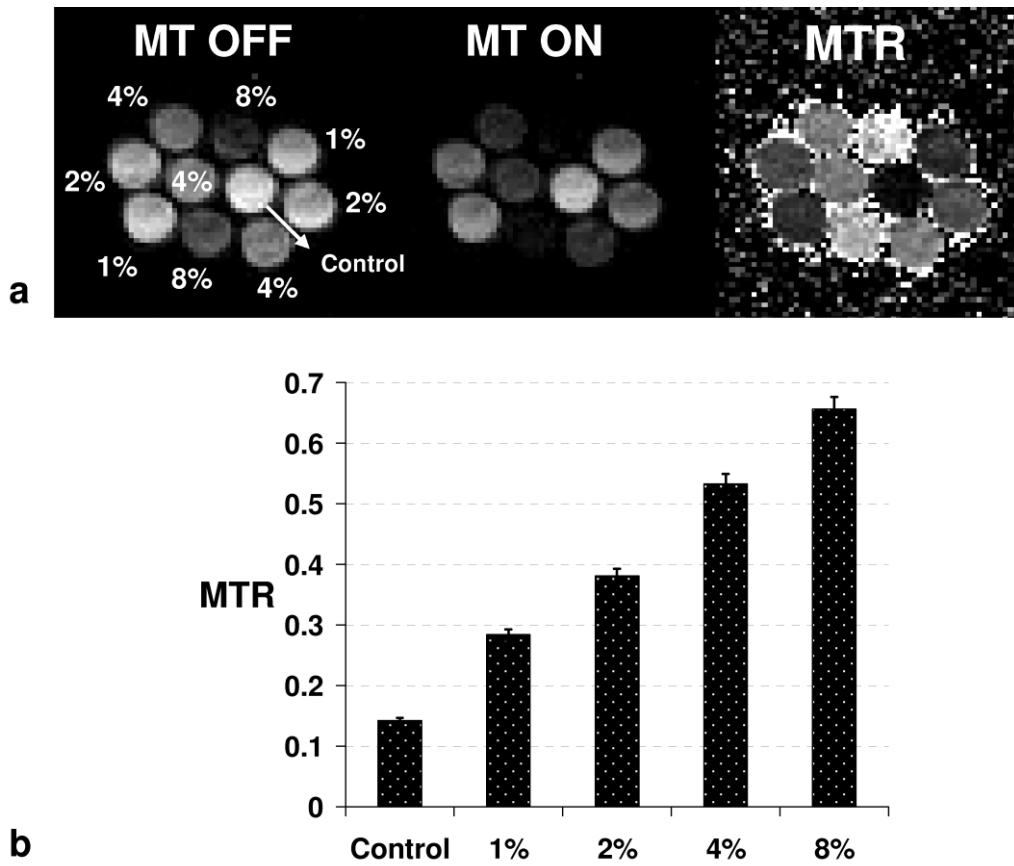 MT OFF
MT ON
MTR
4%
8%
1%
2%
4%
2%
Control
1%
8%
4%
a
0.7
0.6
0.5
0.4
0.3
0.2
0.1
0
MTR
Control 1% 2% 4% 8%
b